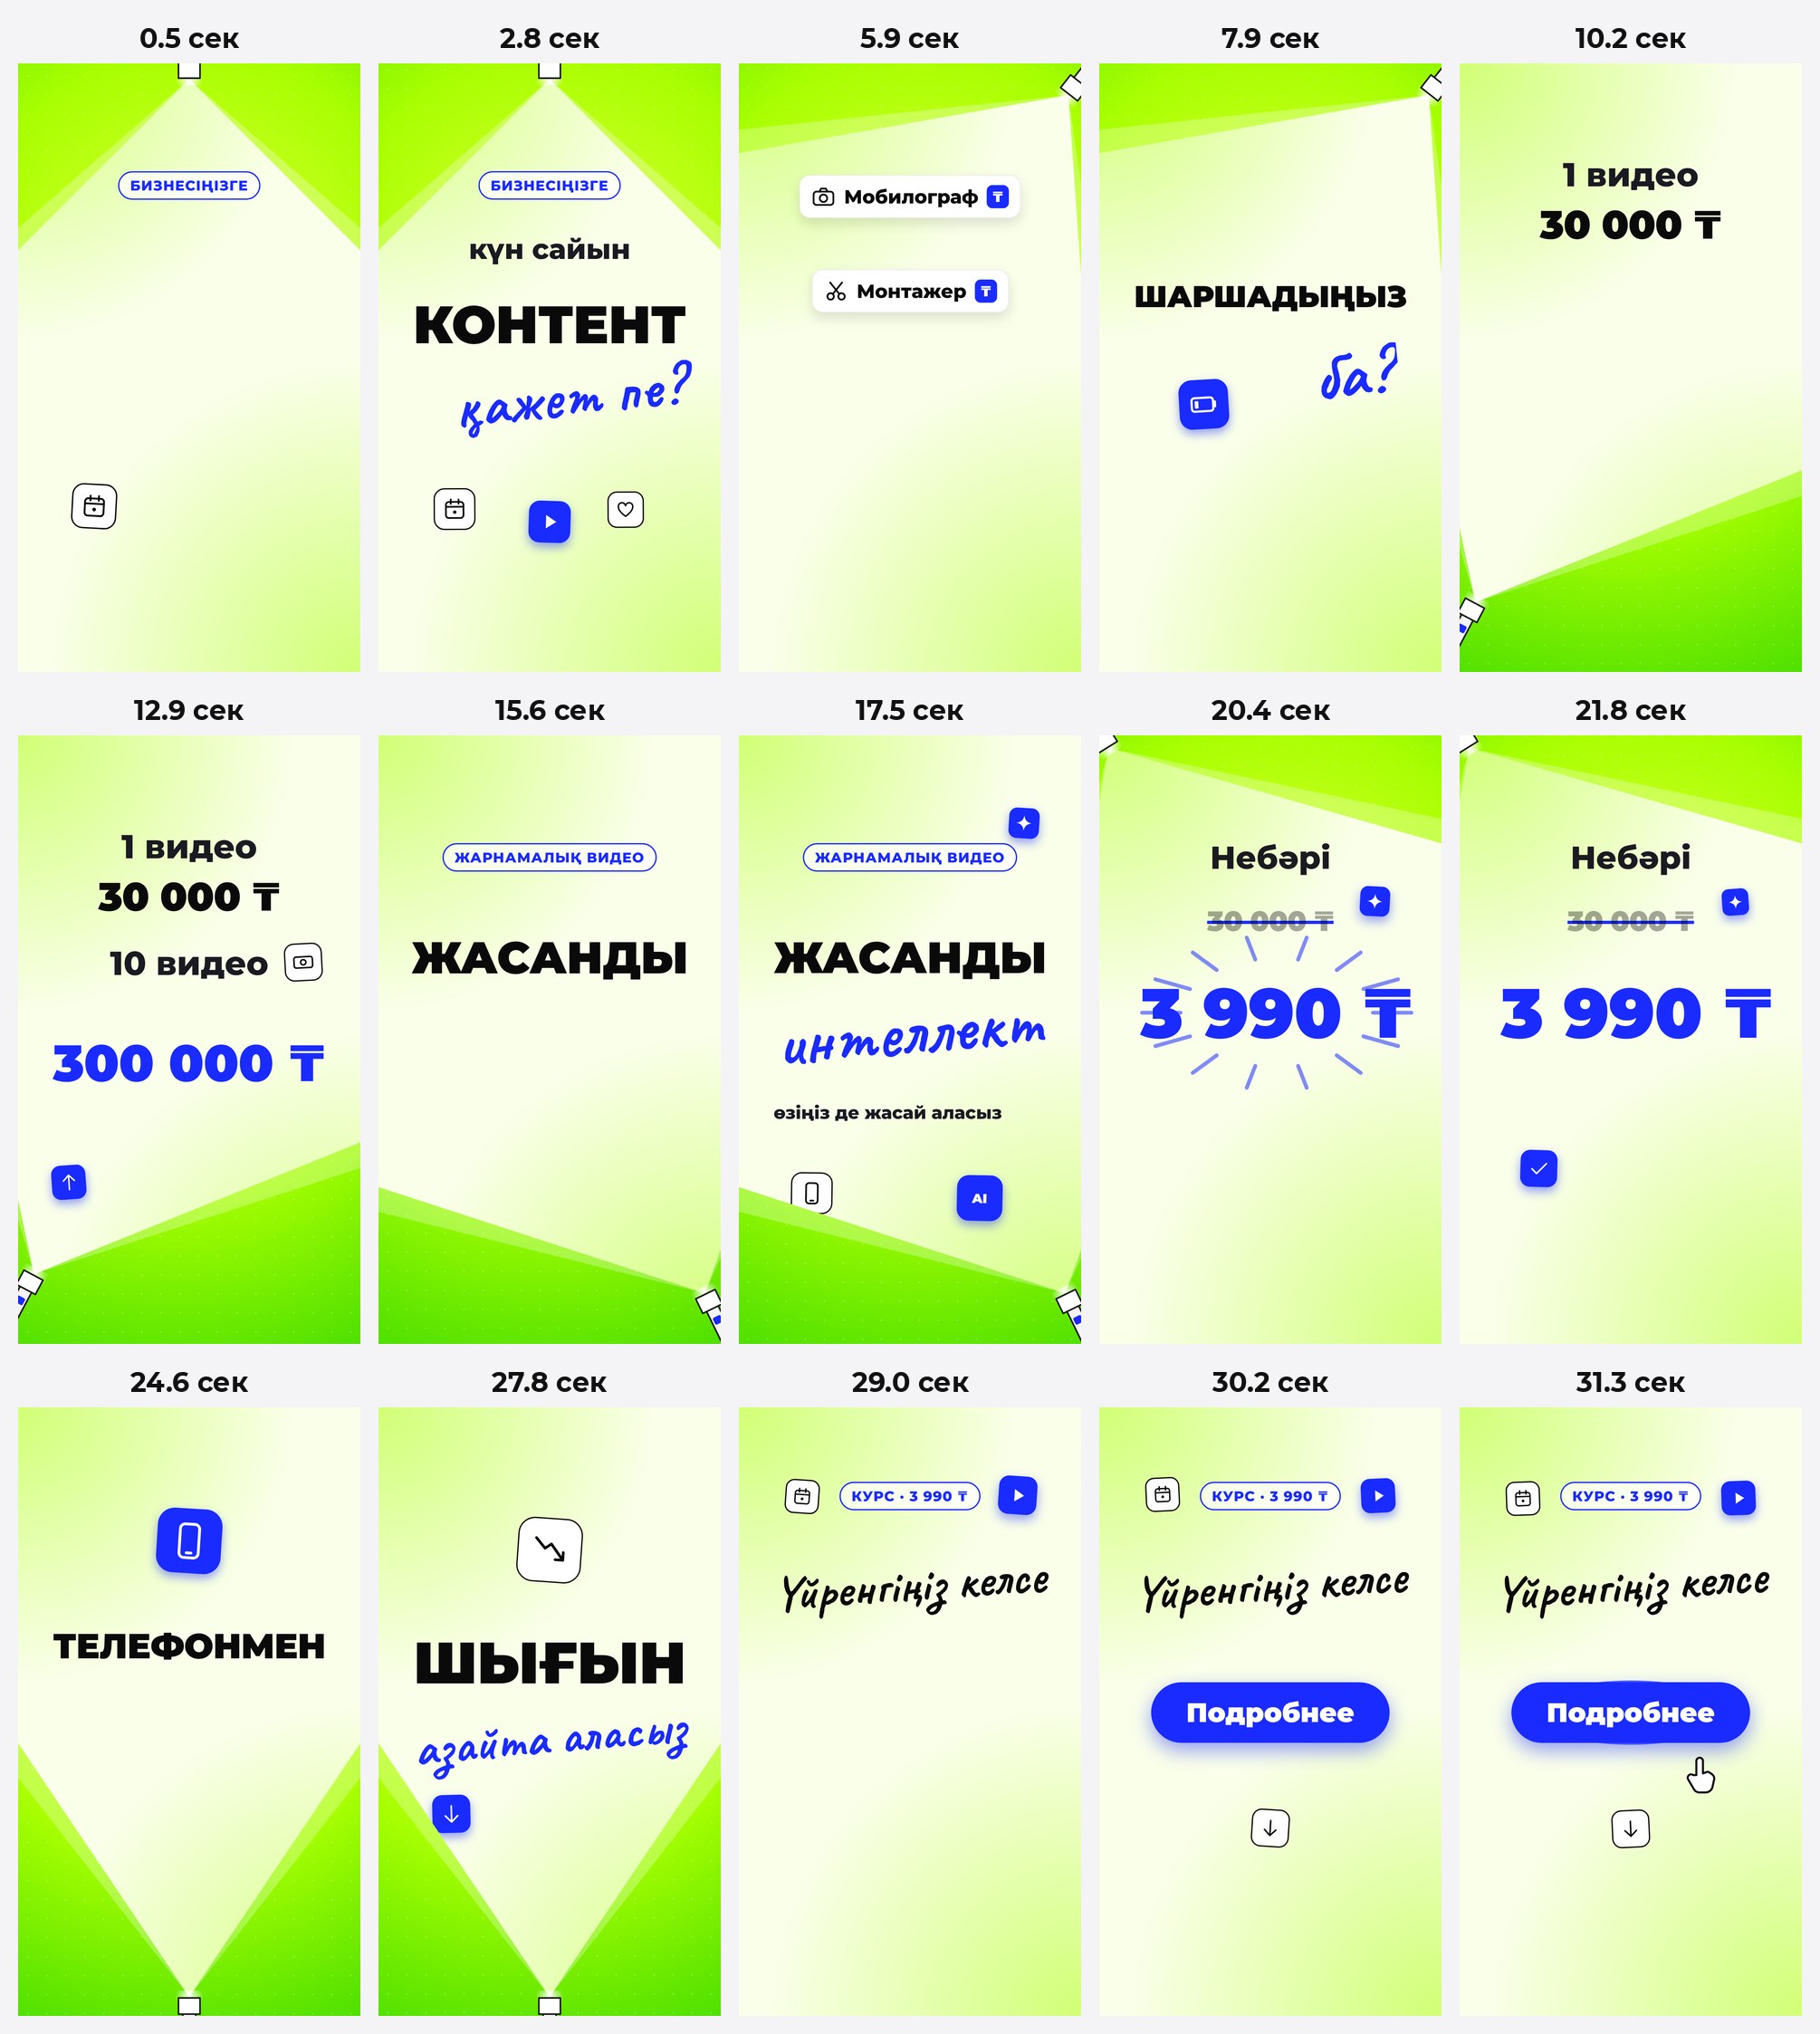 0.5 сек
БИЗНЕСІҢІЗГЕ
2.8 сек
БИЗНЕСІҢІЗГЕ
күн сайын
КОНТЕНТ
қажет пе?
5.9 сек
Мобилограф ₸
Монтажер ₸
7.9 сек
ШАРШАДЫҢЫЗ
ба?
10.2 сек
1 видео
30 000 ₸
12.9 сек
1 видео
30 000 ₸
10 видео
300 000 ₸
15.6 сек
ЖАРНАМАЛЫҚ ВИДЕО
ЖАСАНДЫ
17.5 сек
ЖАРНАМАЛЫҚ ВИДЕО
ЖАСАНДЫ
интеллект
өзіңіз де жасай аласыз
AI
20.4 сек
Небәрі
30 000 ₸
3 990 ₸
21.8 сек
Небәрі
30 000 ₸
3 990 ₸
24.6 сек
ТЕЛЕФОНМЕН
27.8 сек
ШЫҒЫН
азайта аласыз
29.0 сек
КУРС · 3 990 ₸
Үйренгіңіз келсе
30.2 сек
КУРС · 3 990 ₸
Үйренгіңіз келсе
Подробнее
31.3 сек
КУРС · 3 990 ₸
Үйренгіңіз келсе
Подробнее